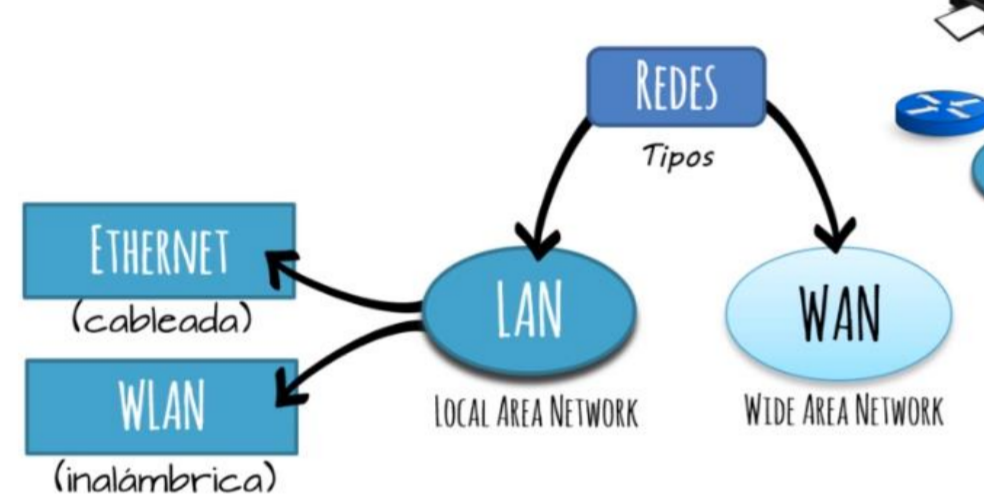 REDES
Tipos
ETHERNET
(cableada)
LAN
WAN
WLAN
(inalámbrica)
LOCAL AREA NETWORK
WIDE AREA NETWORK